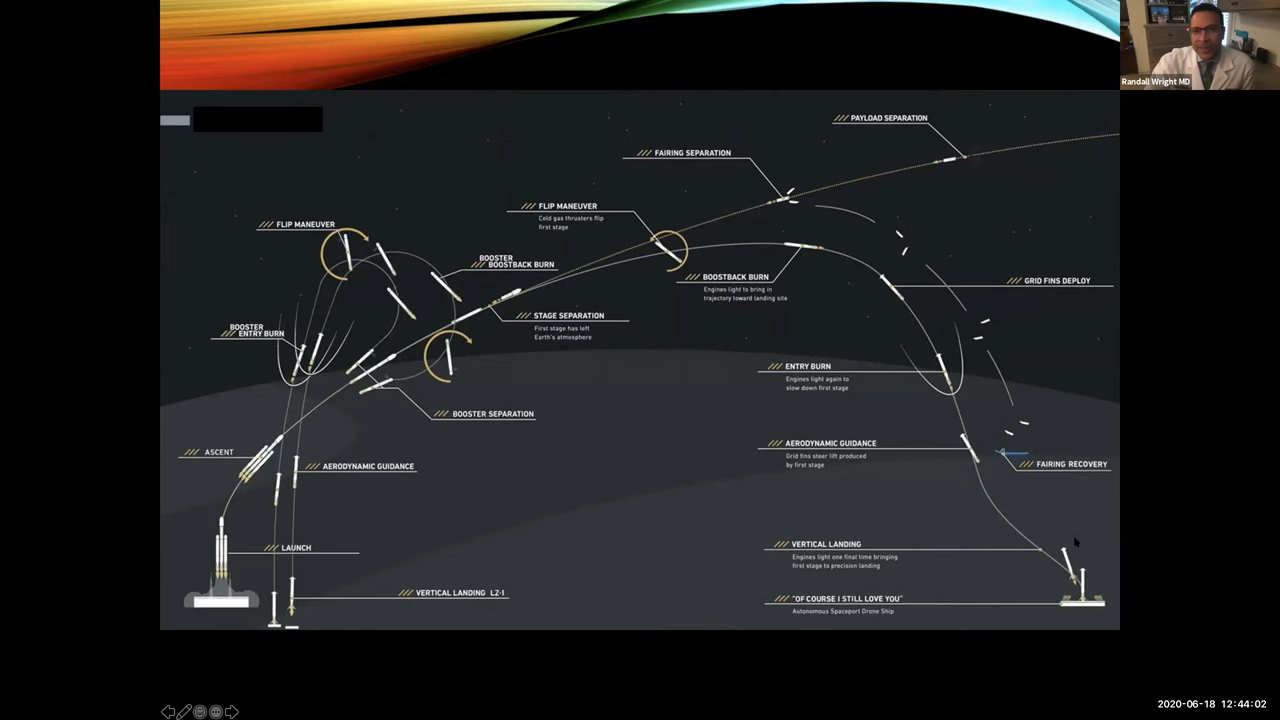 Randall Wright MD
/// PAYLOAD SEPARATION
/// FAIRING SEPARATION
/// FLIP MANEUVER
Cold gas thrusters flip
first stage
/// FLIP MANEUVER
BOOSTER
/// BOOSTBACK BURN
/// BOOSTBACK BURN
Engines light to bring in
trajectory toward landing site
/// GRID FINS DEPLOY
/// STAGE SEPARATION
First stage has left
Earth's atmosphere
BOOSTER
/// ENTRY BURN
/// ENTRY BURN
Engines light again to
slow down first stage
/// BOOSTER SEPARATION
/// ASCENT
/// AERODYNAMIC GUIDANCE
/// AERODYNAMIC GUIDANCE
Grid fins steer lift produced
by first stage
/// FAIRING RECOVERY
/// LAUNCH
/// VERTICAL LANDING
Engines light one final time bringing
first stage to precision landing
/// VERTICAL LANDING LZ-1
/// "OF COURSE I STILL LOVE YOU"
Autonomous Spaceport Drone Ship
2020-06-18 12:44:02